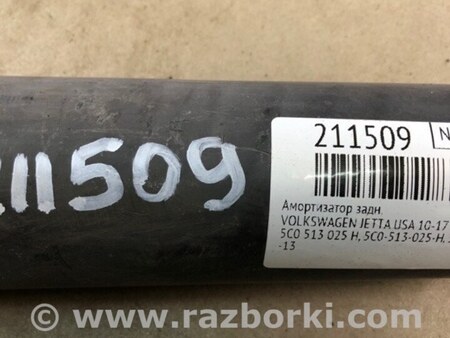 211509
211509
N
Амортизатор задн.
VOLKSWAGEN JETTA USA 10-17
5C0 513 025 H, 5C0-513-025-H,
-13
© www.razborki.com